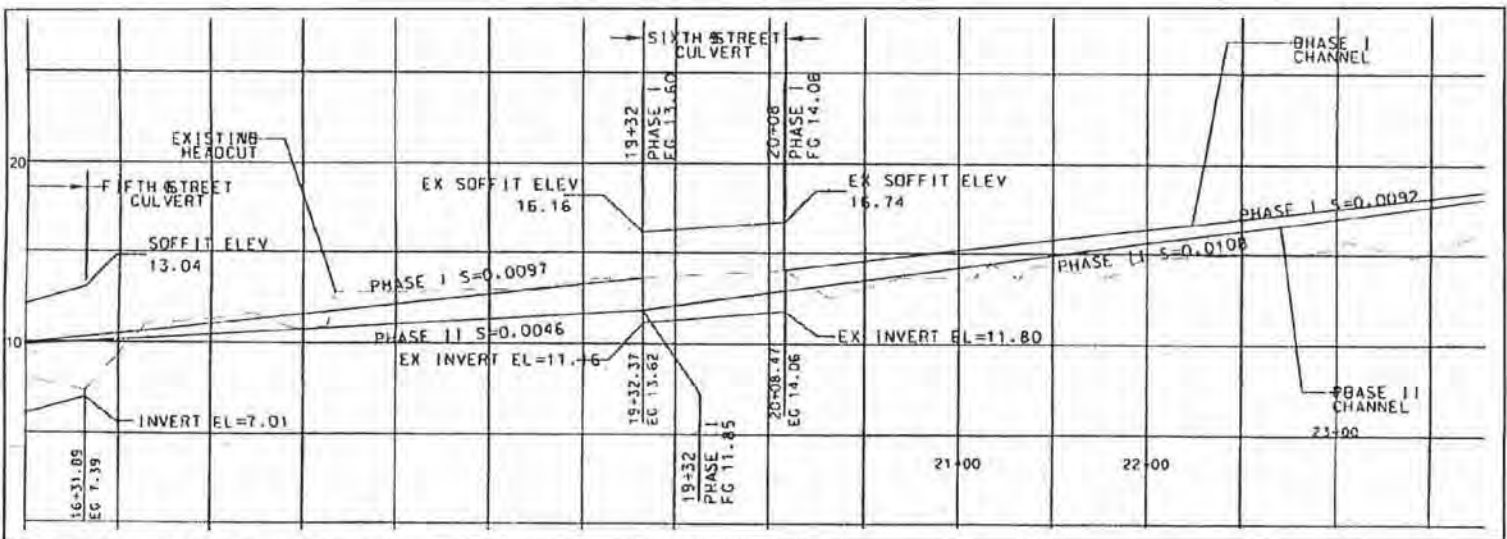 SIXTH STREET
CULVERT
PHASE I
CHANNEL
EXISTING
HEADCUT
19+32
PHASE I
FG 13.60
20+08
PHASE I
FG 14.06
20
FIFTH STREET
CULVERT
EX SOFFIT ELEV
16.16
EX SOFFIT ELEV
16.74
SOFFIT ELEV
13.04
PHASE I S=0.0097
PHASE I S=0.0092
PHASE II S=0.0108
10
PHASE II S=0.0046
EX INVERT EL=11.46
EX INVERT EL=11.80
INVERT EL=7.01
16+31.89
EG 7.39
19+32.37
EG 13.62
19+32
PHASE I
FG 11.85
20+08.47
EG 14.06
PHASE II
CHANNEL
21+00
22+00
23+00